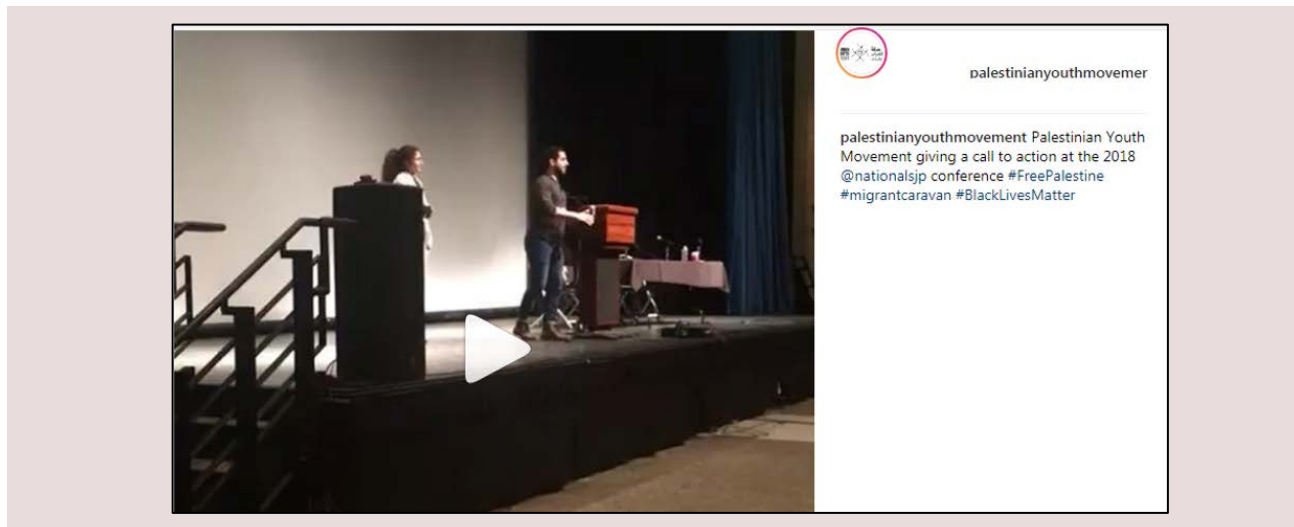 palestinianyouthmovemer
palestinianyouthmovement Palestinian Youth
Movement giving a call to action at the 2018
@nationalsjp conference #FreePalestine
#migrantcaravan #BlackLivesMatter